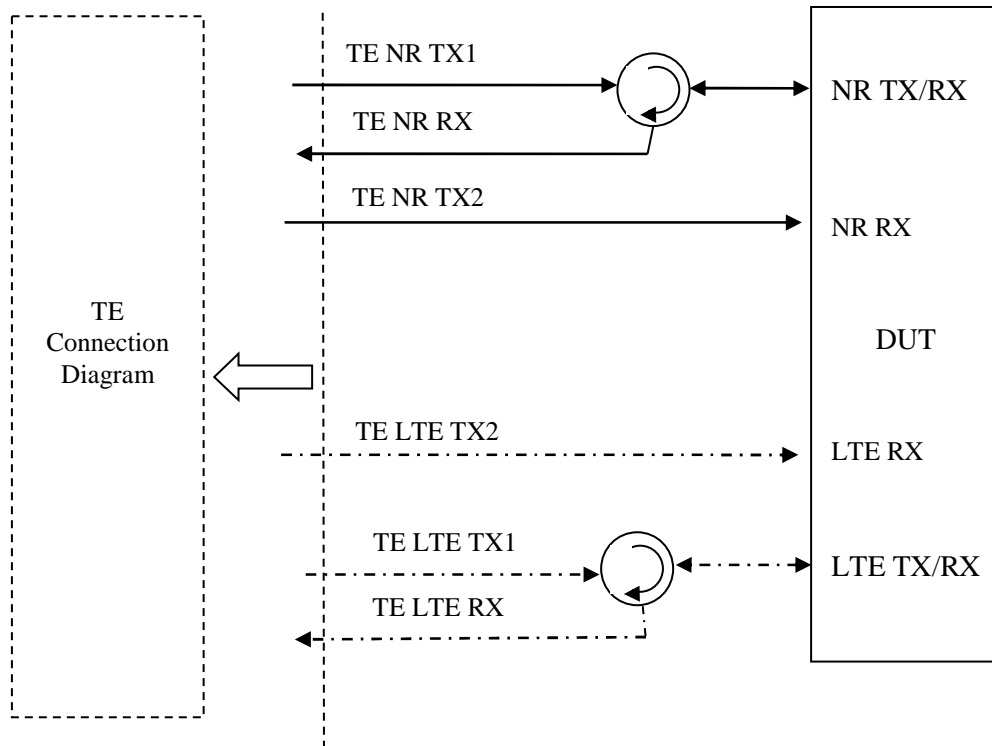 TE NR TX1
NR TX/RX
TE NR RX
TE NR TX2
NR RX
TE
Connection
Diagram
DUT
TE LTE TX2
LTE RX
TE LTE TX1
LTE TX/RX
TE LTE RX